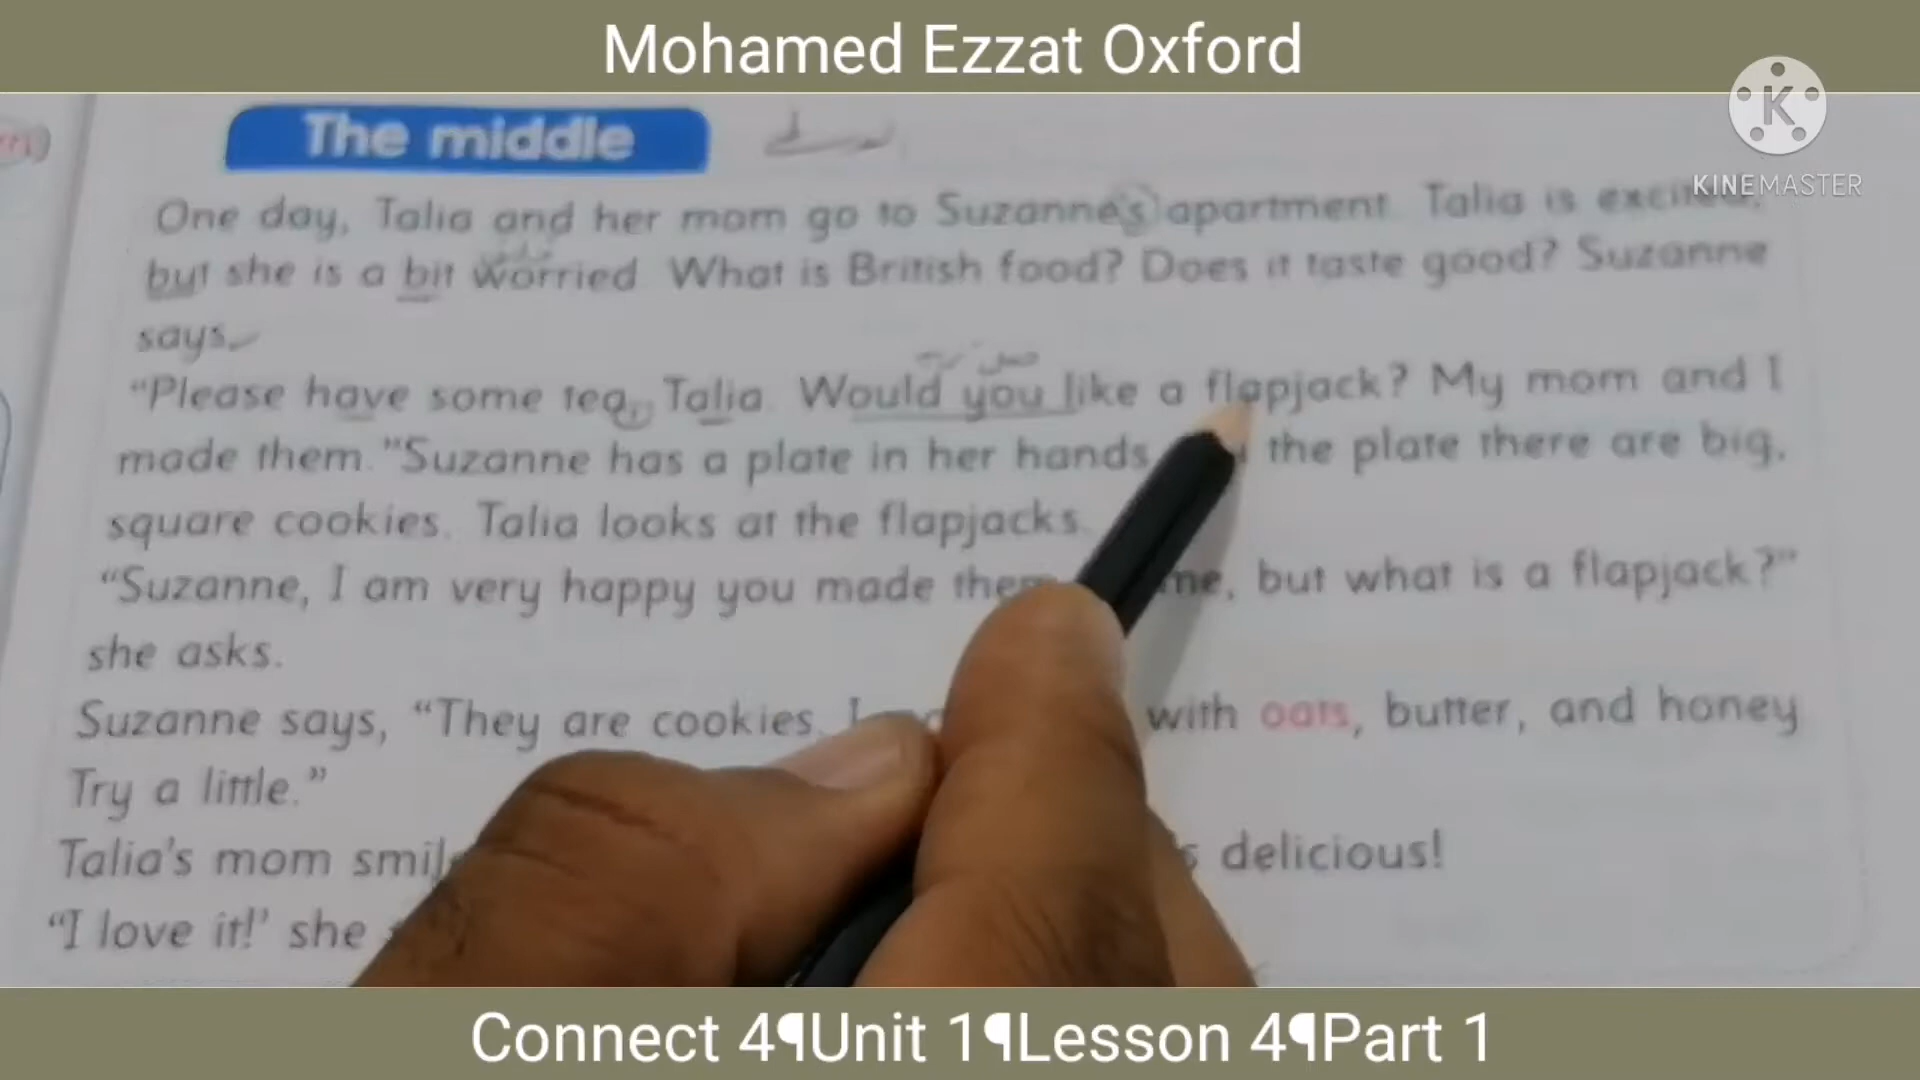 Mohamed Ezzat Oxford
K
KINEMASTER
The middle
One day, Talia and her mom go to Suzanne's apartment. Talia is excited,
but she is a bit worried. What is British food? Does it taste good? Suzanne
says,
"Please have some tea, Talia. Would you like a flapjack? My mom and I
made them."Suzanne has a plate in her hands. the plate there are big,
square cookies. Talia looks at the flapjacks.
"Suzanne, I am very happy you made me, but what is a flapjack?"
she asks.
Suzanne says, "They are cookies. I with oats, butter, and honey
Try a little."
Talia's mom delicious!
"I love it!' she
Connect 4¶Unit 1¶Lesson 4¶Part 1